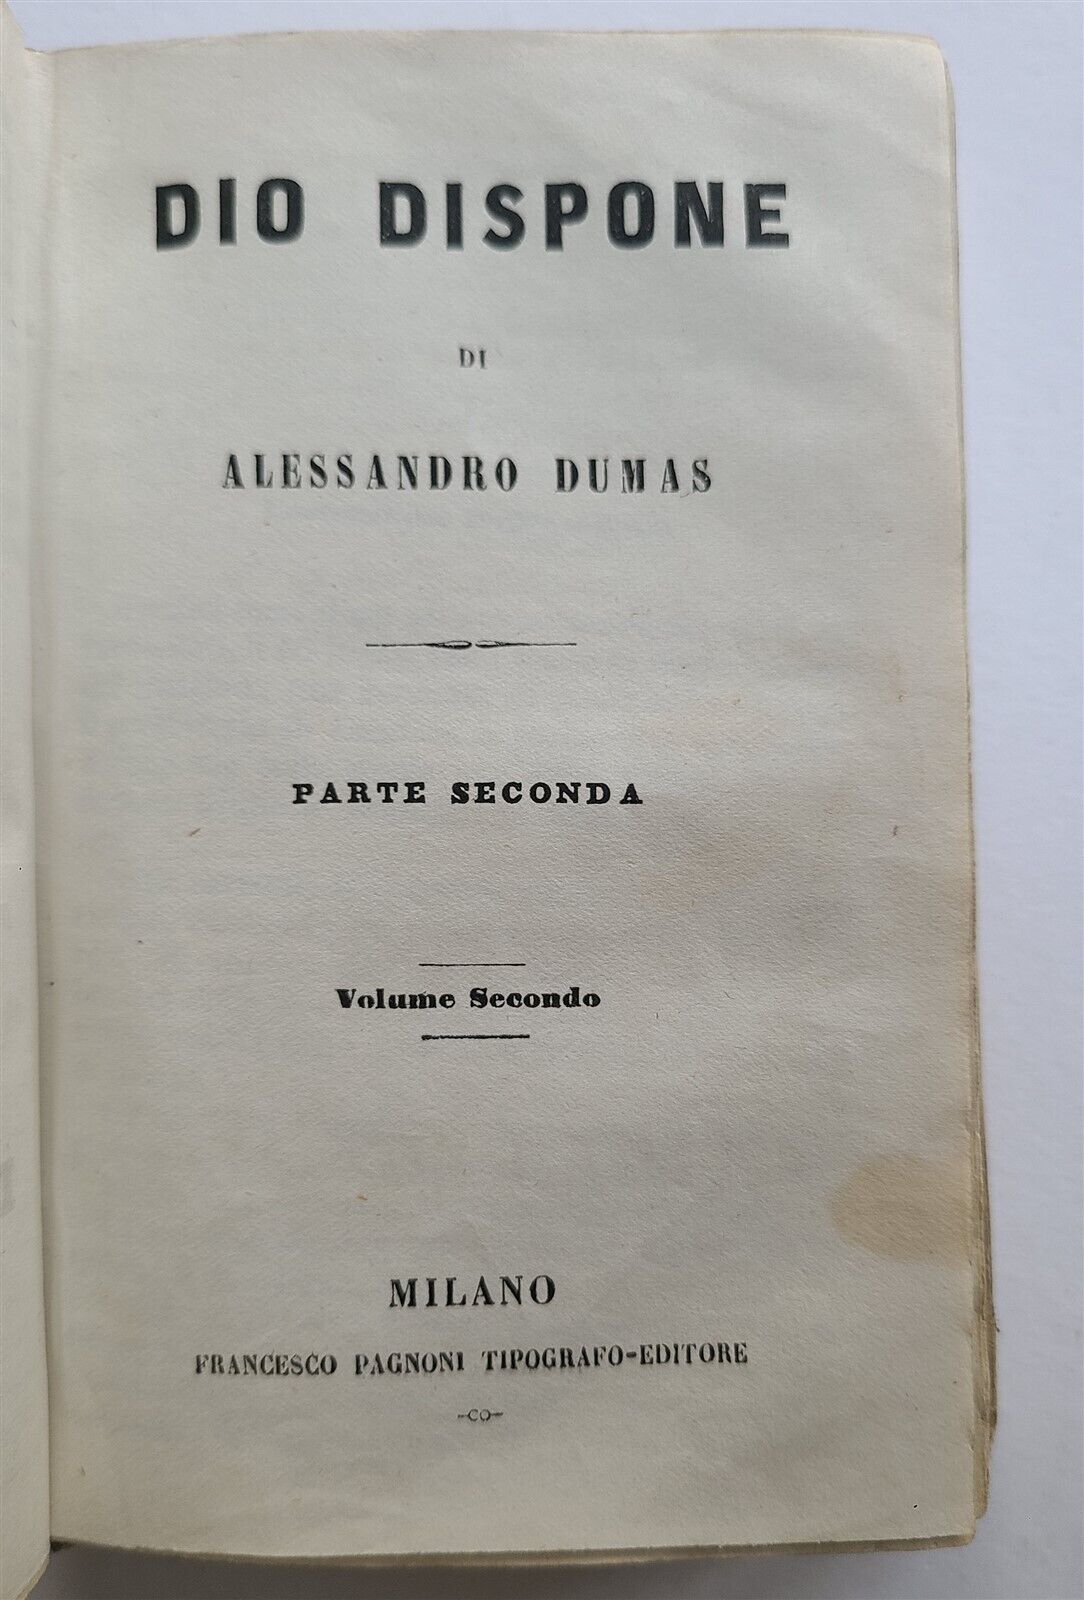 DIO DISPONE
DI
ALESSANDRO DUMAS
PARTE SECONDA
Volume Secondo
MILANO
FRANCESCO PAGNONI TIPOGRAFO-EDITORE